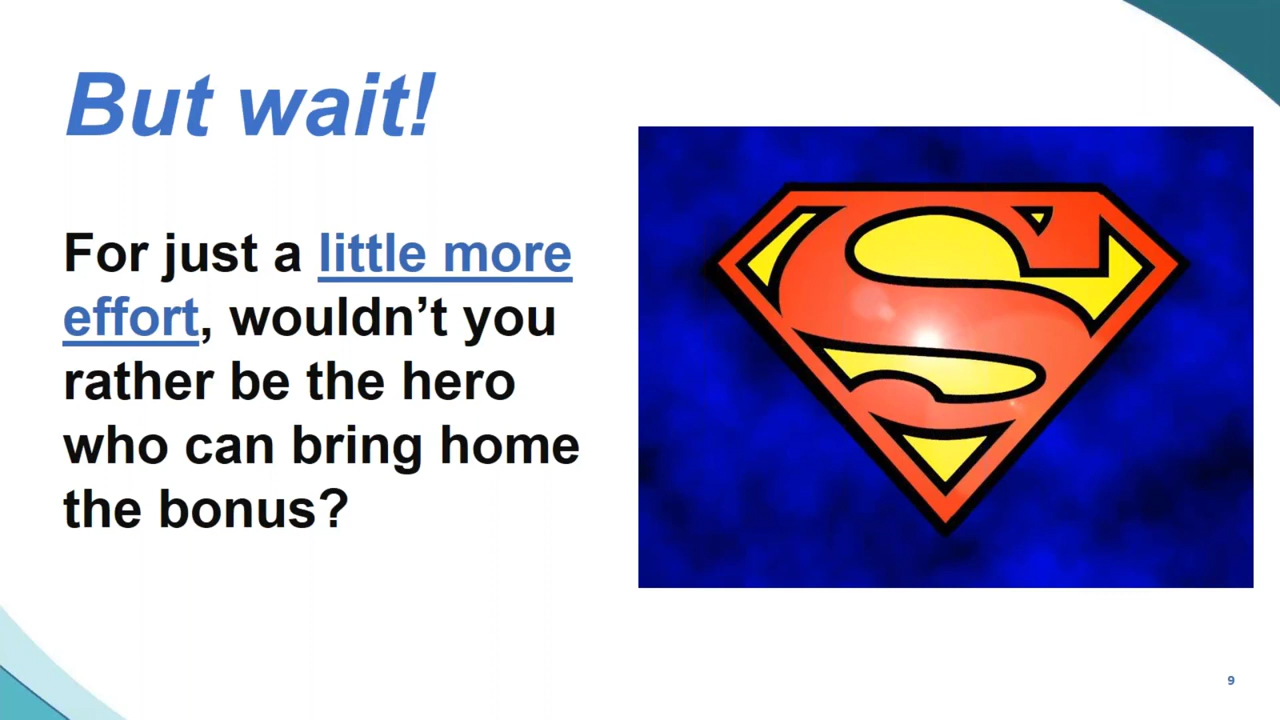 But wait!
For just a little more
effort, wouldn’t you
rather be the hero
who can bring home
the bonus?
S
9